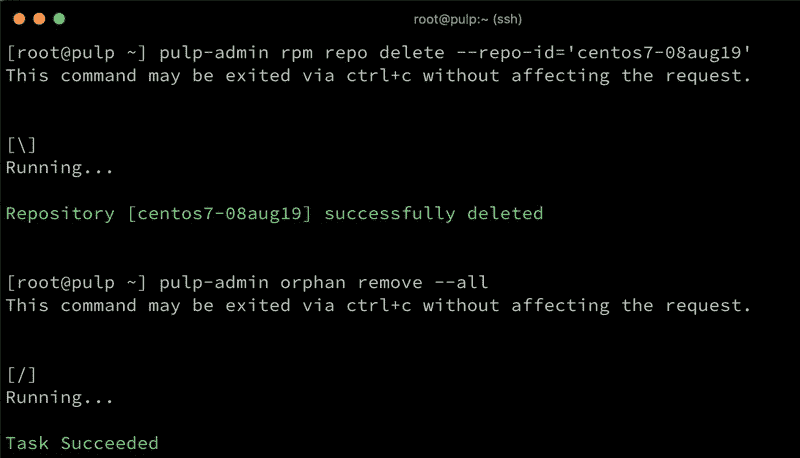 root@pulp:~ (ssh)
[root@pulp ~] pulp-admin rpm repo delete --repo-id='centos7-08aug19'
This command may be exited via ctrl+c without affecting the request.
[\]
Running...
Repository [centos7-08aug19] successfully deleted
[root@pulp ~] pulp-admin orphan remove --all
This command may be exited via ctrl+c without affecting the request.
[/]
Running...
Task Succeeded